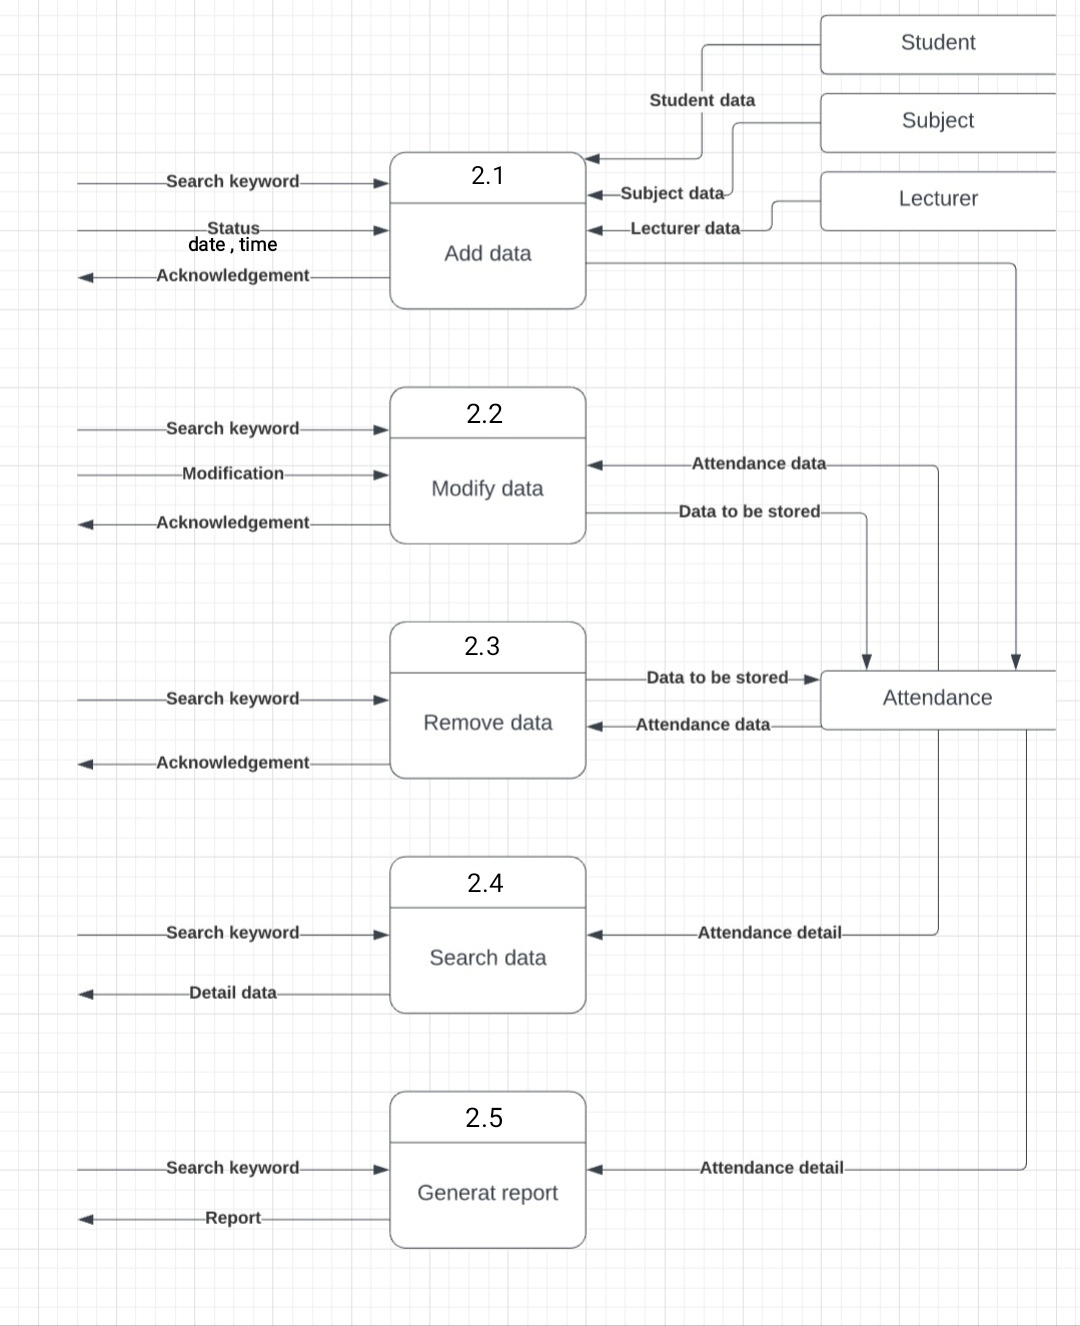 Student
Student data
Subject
2.1
Search keyword
Subject data
Lecturer
Status
date , time
Lecturer data
Add data
Acknowledgement
2.2
Search keyword
Attendance data
Modification
Modify data
Data to be stored
Acknowledgement
2.3
Data to be stored
Search keyword
Attendance
Remove data
Attendance data
Acknowledgement
2.4
Search keyword
Attendance detail
Search data
Detail data
2.5
Search keyword
Attendance detail
Generat report
Report